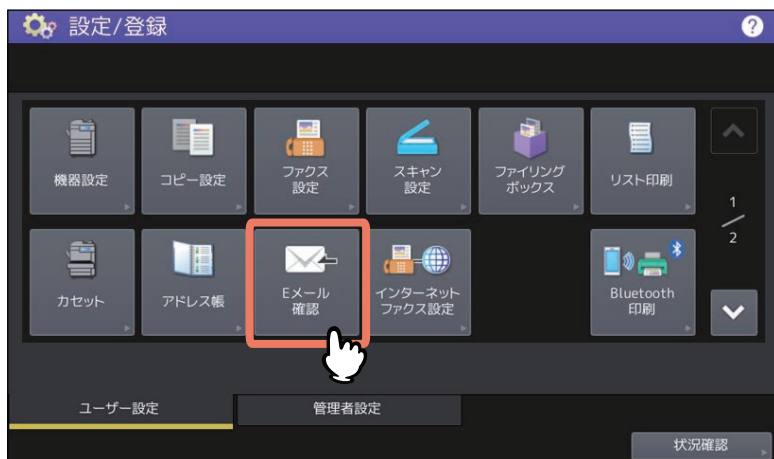 設定/登録
?
機器設定
コピー設定
ファクス
設定
スキャン
設定
ファイリング
ボックス
リスト印刷
1
2
カセット
アドレス帳
Eメール
確認
インターネット
ファクス設定
Bluetooth
印刷
ユーザー設定
管理者設定
状況確認